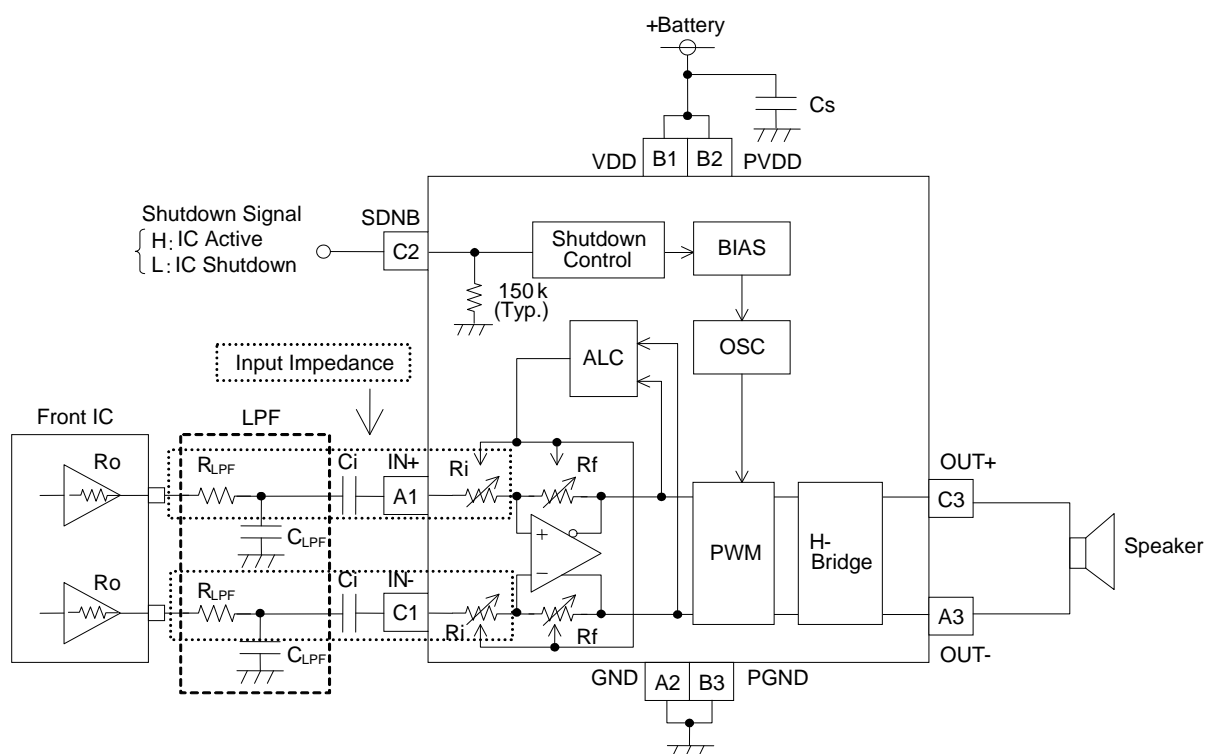 +Battery
Cs
VDD B1 B2 PVDD
Shutdown Signal
H: IC Active
L: IC Shutdown
SDNB
C2
Shutdown
Control
BIAS
150k
(Typ.)
OSC
ALC
Input Impedance
Front IC
LPF
Ro
RLPF
Ci
IN+
A1
Ri
Rf
CLPF
+
−
PWM
H-
Bridge
OUT+
C3
Speaker
Ro
RLPF
Ci
IN-
C1
Ri
Rf
CLPF
A3
OUT-
GND A2 B3 PGND